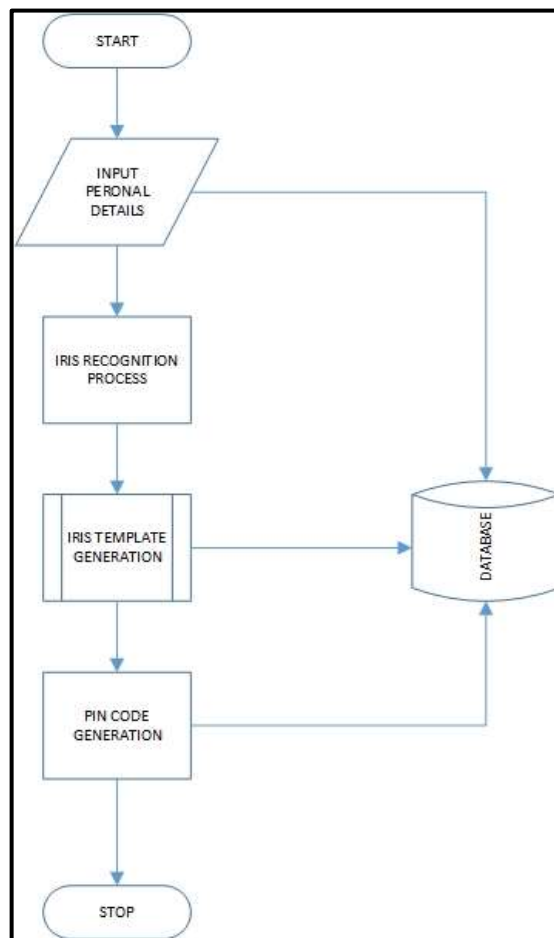 START
INPUT
PERONAL
DETAILS
IRIS RECOGNITION
PROCESS
IRIS TEMPLATE
GENERATION
DATABASE
PIN CODE
GENERATION
STOP